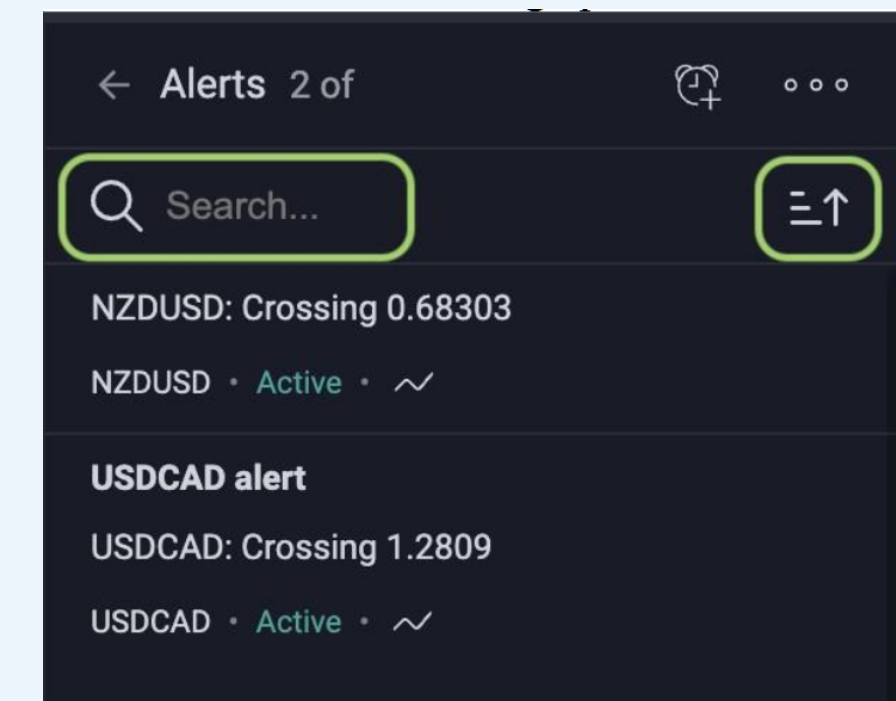 Alerts 2 of
Search...
NZDUSD: Crossing 0.68303
NZDUSD • Active •
USDCAD alert
USDCAD: Crossing 1.2809
USDCAD • Active •